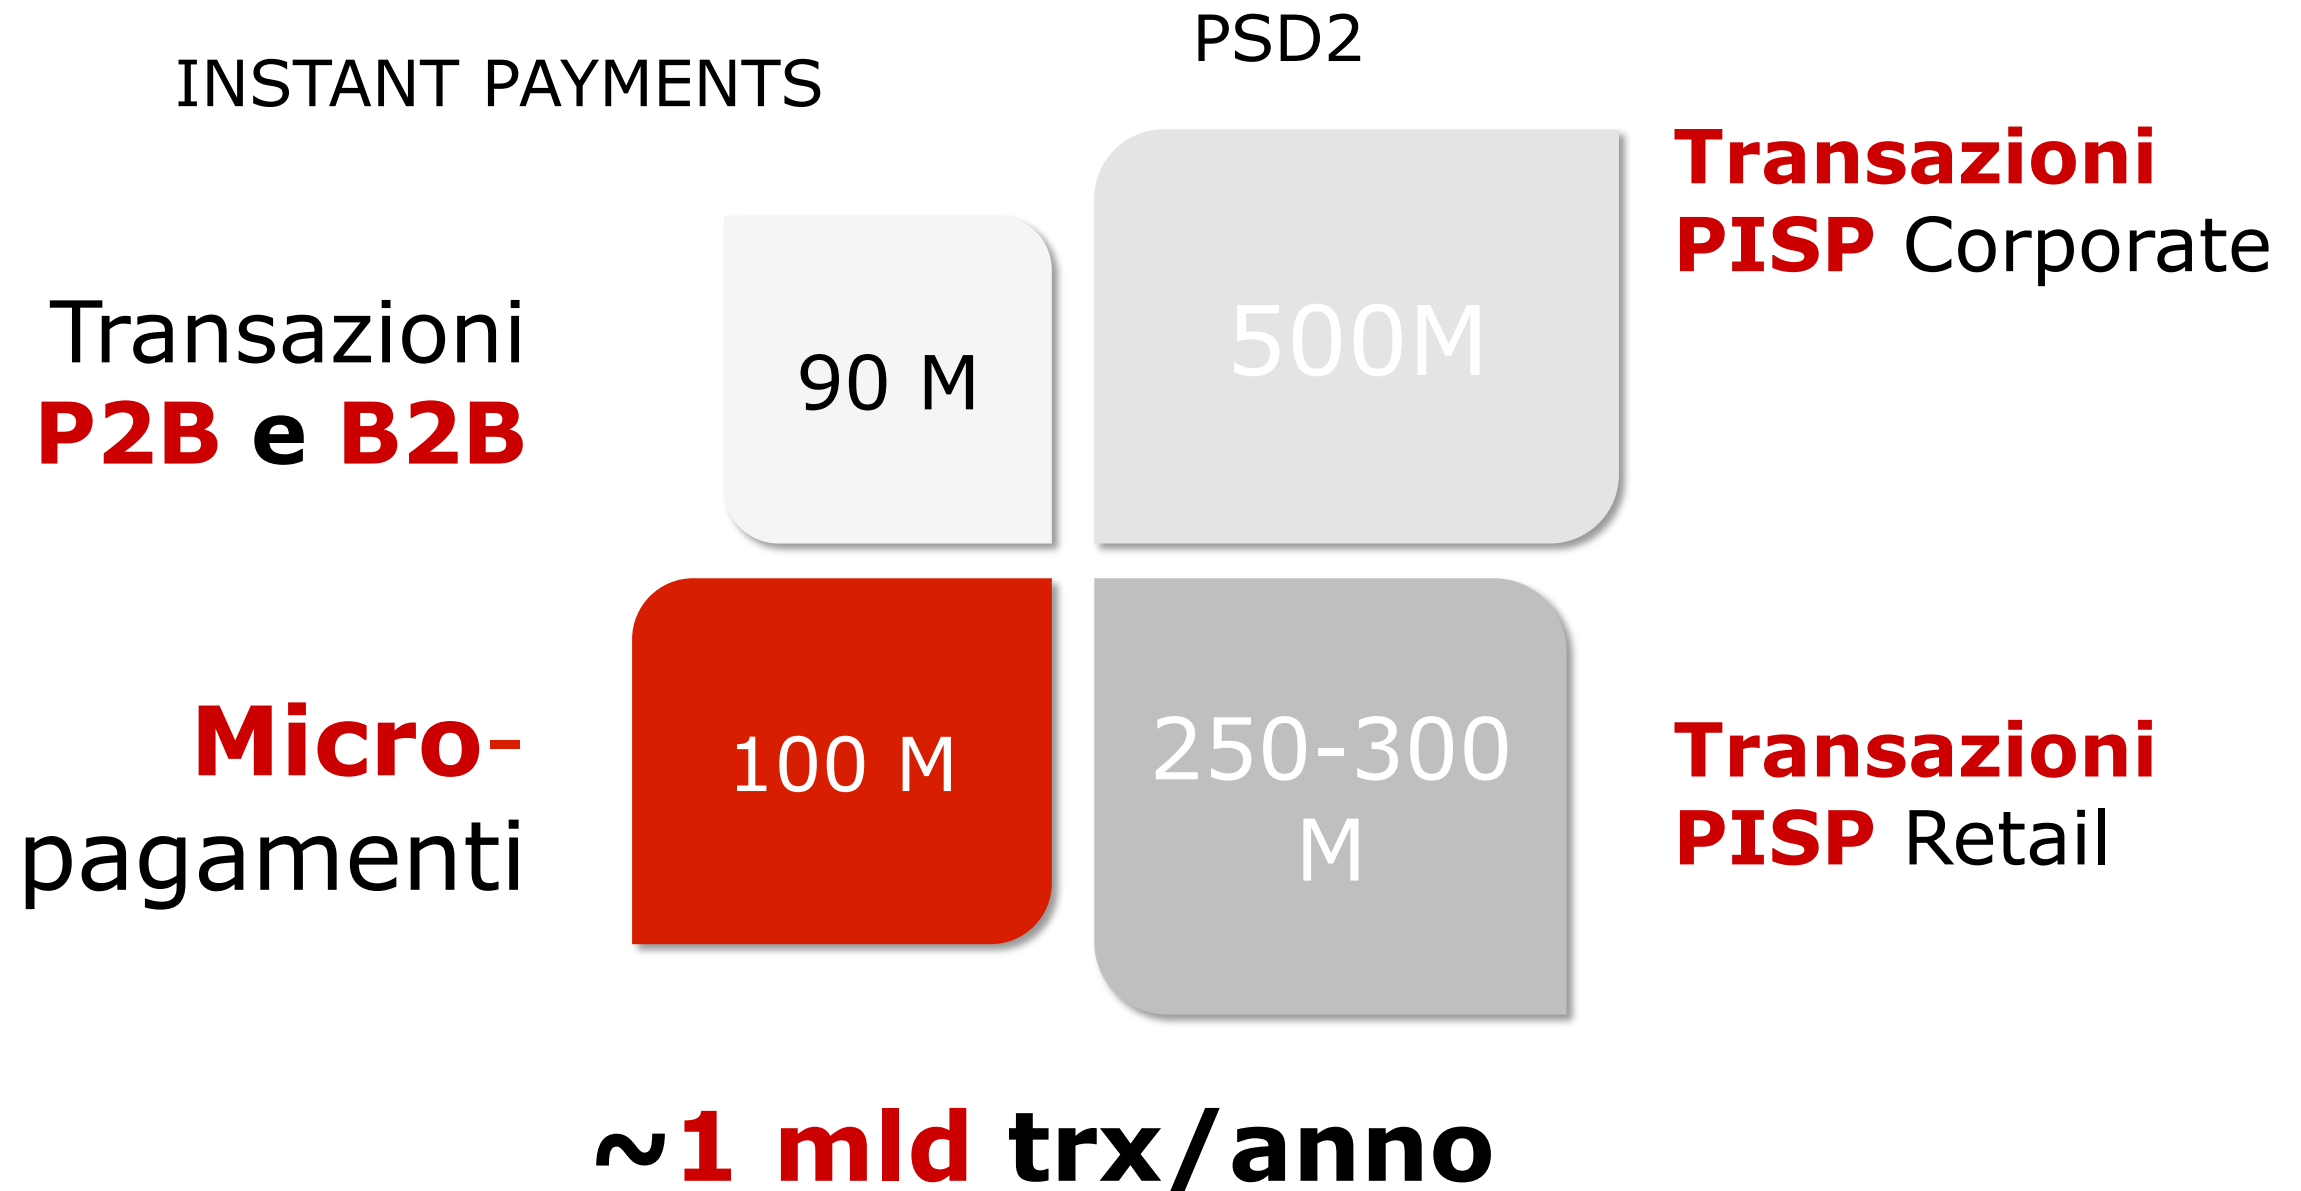 INSTANT PAYMENTS
PSD2
Transazioni
P2B e B2B
90 M
500M
Transazioni
PISP Corporate
Micro-
pagamenti
100 M
250-300
M
Transazioni
PISP Retail
~1 mld trx/anno